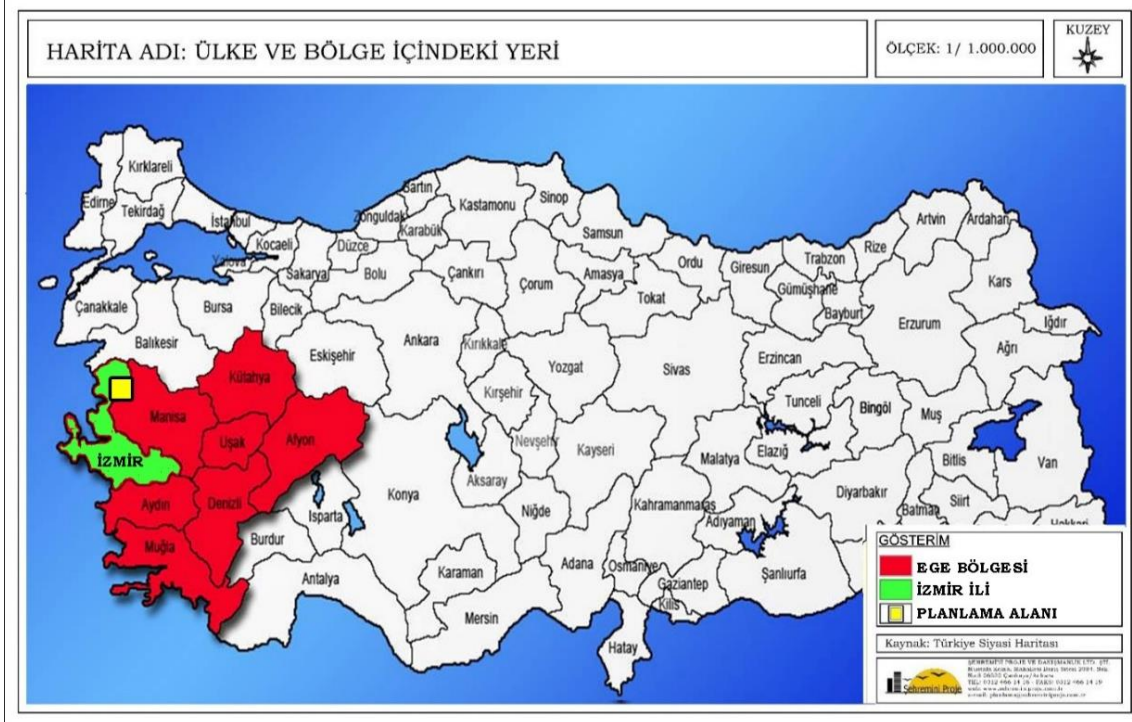 HARİTA ADI: ÜLKE VE BÖLGE İÇİNDEKİ YERİ
ÖLÇEK: 1/ 1.000.000
KUZEY
Kırklareli
Edirne
Tekirdağ
İstanbul
Kocaeli
Yalova
Sakarya
Düzce
Zonguldak
Bartın
Karabük
Kastamonu
Sinop
Samsun
Ordu
Giresun
Trabzon
Rize
Artvin
Ardahan
Kars
Gümüşhane
Bayburt
Erzurum
Iğdır
Ağrı
Çanakkale
Balıkesir
Bursa
Bilecik
Bolu
Çankırı
Çorum
Amasya
Tokat
Eskişehir
Ankara
Kırıkkale
Yozgat
Sivas
Erzincan
Tunceli
Bingöl
Muş
Kütahya
Manisa
Uşak
Afyon
İZMİR
Aydın
Denizli
Muğla
Kırşehir
Nevşehir
Kayseri
Aksaray
Niğde
Konya
Isparta
Burdur
Antalya
Karaman
Mersin
Adana
Osmaniye
Kahramanmaraş
Malatya
Elazığ
Adıyaman
Gaziantep
Kilis
Hatay
Şanlıurfa
Diyarbakır
Batman
Siirt
Bitlis
Van
Hakkari
GÖSTERİM
EGE BÖLGESİ
İZMİR İLİ
PLANLAMA ALANI
Kaynak: Türkiye Siyasi Haritası
Şehremini Proje